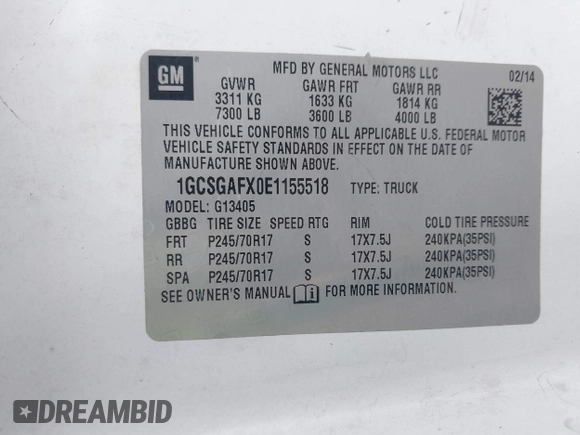 GM
MFD BY GENERAL MOTORS LLC 02/14
GVWR GAWR FRT GAWR RR
3311 KG 1633 KG 1814 KG
7300 LB 3600 LB 4000 LB
THIS VEHICLE CONFORMS TO ALL APPLICABLE U.S. FEDERAL MOTOR
VEHICLE SAFETY STANDARDS IN EFFECT ON THE DATE OF
MANUFACTURE SHOWN ABOVE.
1GCSGAFX0E1155518 TYPE: TRUCK
MODEL: G13405
GBBG TIRE SIZE SPEED RTG RIM COLD TIRE PRESSURE
FRT P245/70R17 S 17X7.5J 240KPA(35PSI)
RR P245/70R17 S 17X7.5J 240KPA(35PSI)
SPA P245/70R17 S 17X7.5J 240KPA(35PSI)
SEE OWNER'S MANUAL i FOR MORE INFORMATION.
DREAMBID